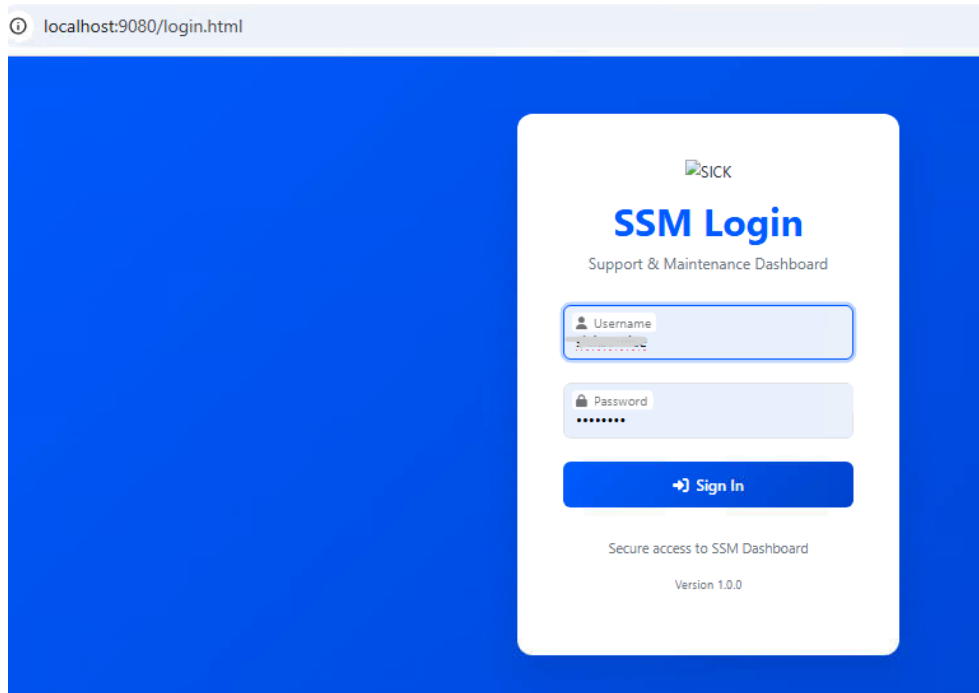 localhost:9080/login.html
SICK
SSM Login
Support & Maintenance Dashboard
Username
Password
••••••••
Sign In
Secure access to SSM Dashboard
Version 1.0.0